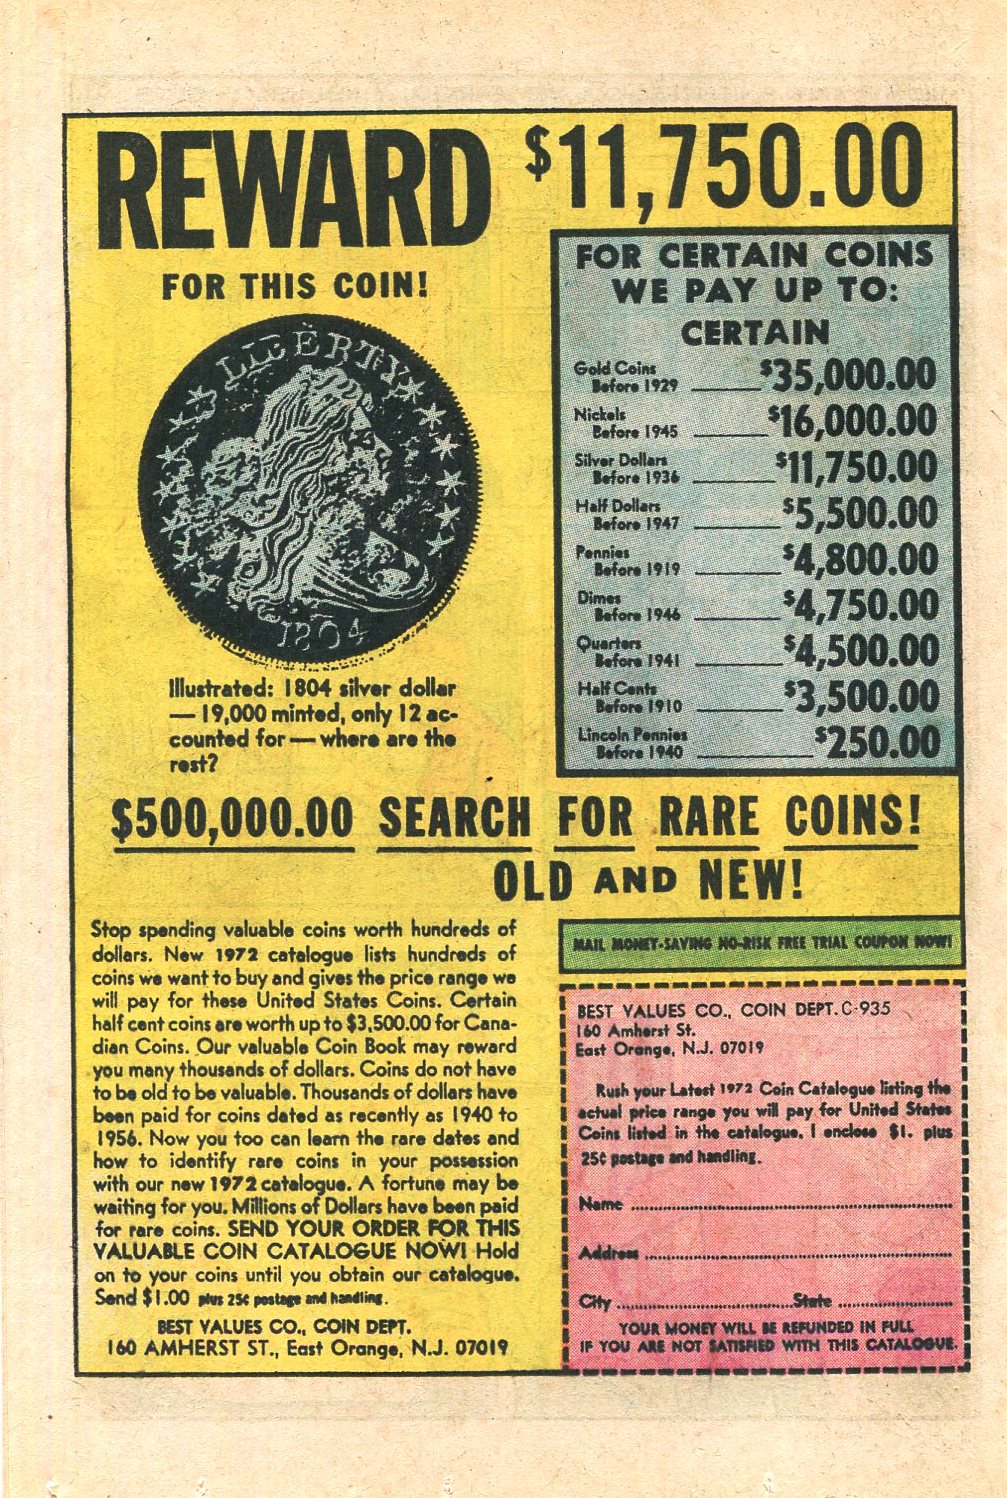 REWARD $11,750.00
FOR THIS COIN!
LIBERTY
1804
Illustrated: 1804 silver dollar
— 19,000 minted, only 12 ac-
counted for — where are the
rest?
FOR CERTAIN COINS
WE PAY UP TO:
CERTAIN
Gold Coins
Before 1929 $35,000.00
Nickels
Before 1945 $16,000.00
Silver Dollars
Before 1936 $11,750.00
Half Dollars
Before 1947 $5,500.00
Pennies
Before 1919 $4,800.00
Dimes
Before 1946 $4,750.00
Quarters
Before 1941 $4,500.00
Half Cents
Before 1910 $3,500.00
Lincoln Pennies
Before 1940 $250.00
$500,000.00 SEARCH FOR RARE COINS!
OLD AND NEW!
Stop spending valuable coins worth hundreds of
dollars. New 1972 catalogue lists hundreds of
coins we want to buy and gives the price range we
will pay for these United States Coins. Certain
half cent coins are worth up to $3,500.00 for Cana-
dian Coins. Our valuable Coin Book may reward
you many thousands of dollars. Coins do not have
to be old to be valuable. Thousands of dollars have
been paid for coins dated as recently as 1940 to
1956. Now you too can learn the rare dates and
how to identify rare coins in your possession
with our new 1972 catalogue. A fortune may be
waiting for you. Millions of Dollars have been paid
for rare coins. SEND YOUR ORDER FOR THIS
VALUABLE COIN CATALOGUE NOW! Hold
on to your coins until you obtain our catalogue.
Send $1.00 plus 25¢ postage and handling.
BEST VALUES CO., COIN DEPT.
160 AMHERST ST., East Orange, N.J. 07019
MAIL MONEY-SAVING NO-RISK FREE TRIAL COUPON NOW!
BEST VALUES CO., COIN DEPT. C-935
160 Amherst St.
East Orange, N.J. 07019
Rush your Latest 1972 Coin Catalogue listing the
actual price range you will pay for United States
Coins listed in the catalogue. I enclose $1. plus
25¢ postage and handling.
Name
Address
City State
YOUR MONEY WILL BE REFUNDED IN FULL
IF YOU ARE NOT SATISFIED WITH THIS CATALOGUE.